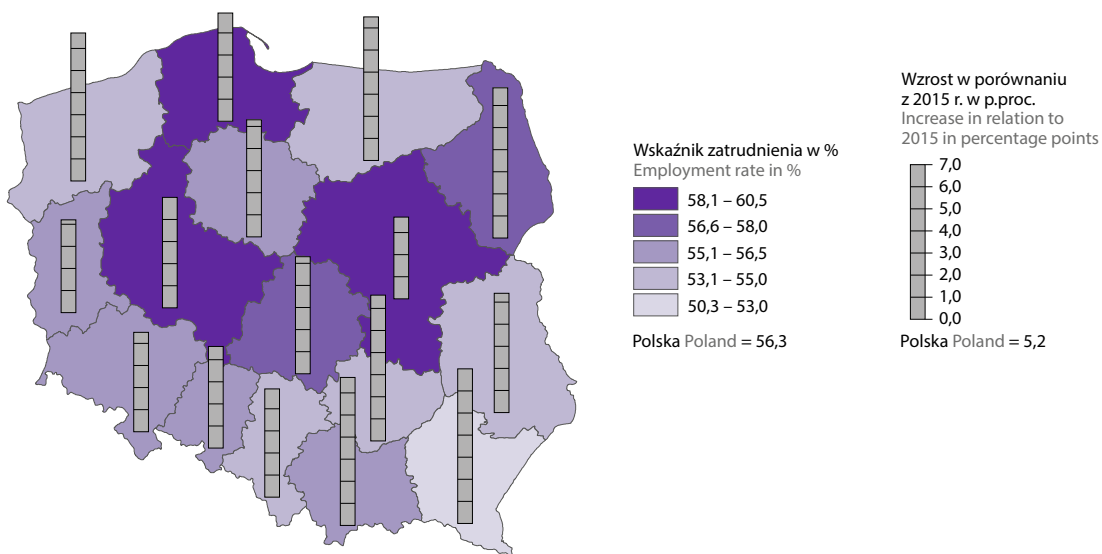 Wskaźnik zatrudnienia w %
Employment rate in %
58,1 – 60,5
56,6 – 58,0
55,1 – 56,5
53,1 – 55,0
50,3 – 53,0
Polska Poland = 56,3
Wzrost w porównaniu
z 2015 r. w p.proc.
Increase in relation to
2015 in percentage points
7,0
6,0
5,0
4,0
3,0
2,0
1,0
0,0
Polska Poland = 5,2